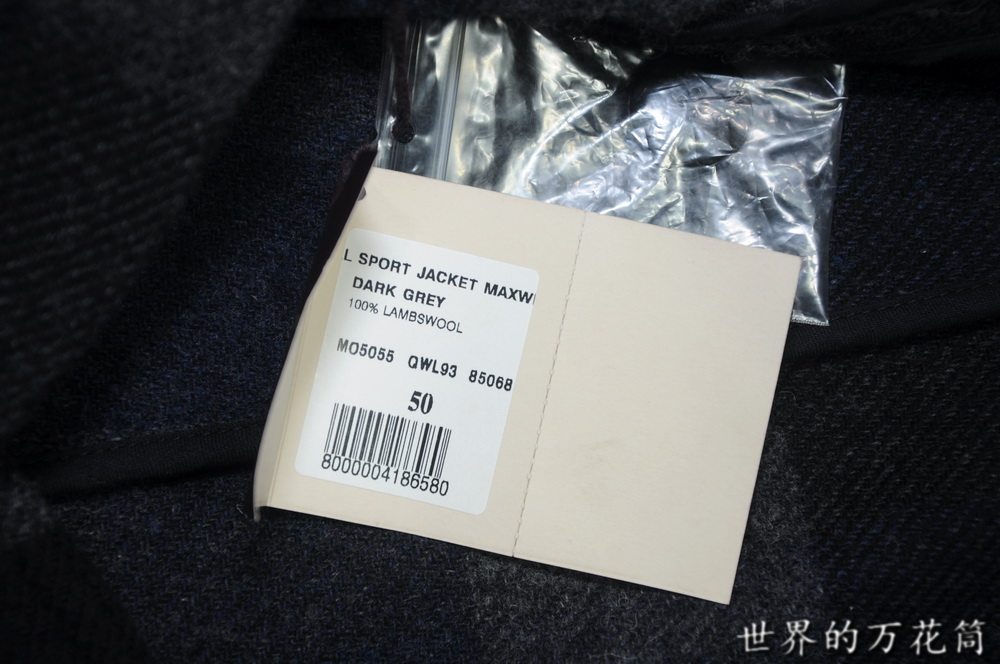 L SPORT JACKET MAXW
DARK GREY
100% LAMBSWOOL
MO5055 QWL93 85068
50
8000004186580
世界的万花筒